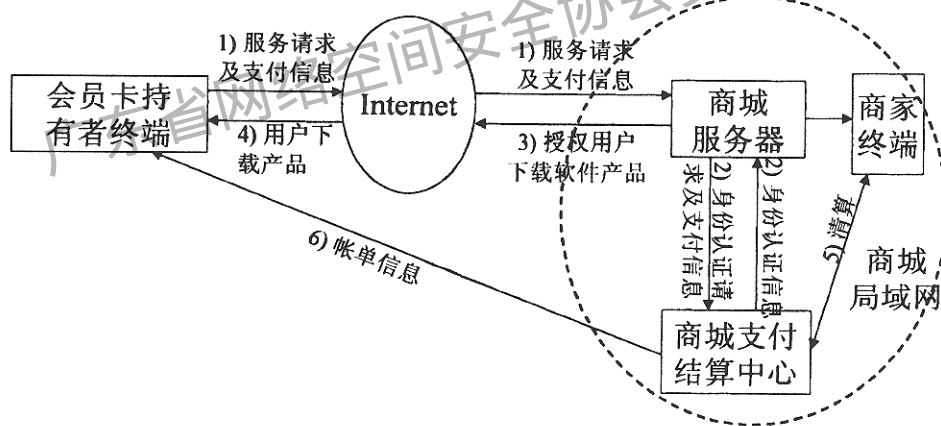 广东省网络空间安全协会
1) 服务请求
及支付信息
1) 服务请求
及支付信息
会员卡持
有者终端
Internet
商城
服务器
商家
终端
4) 用户下
载产品
3) 授权用户
下载软件产品
2) 身份认证请
求及支付信息
2) 身份认证信息
5) 清算
6) 帐单信息
商城
局域网
商城支付
结算中心